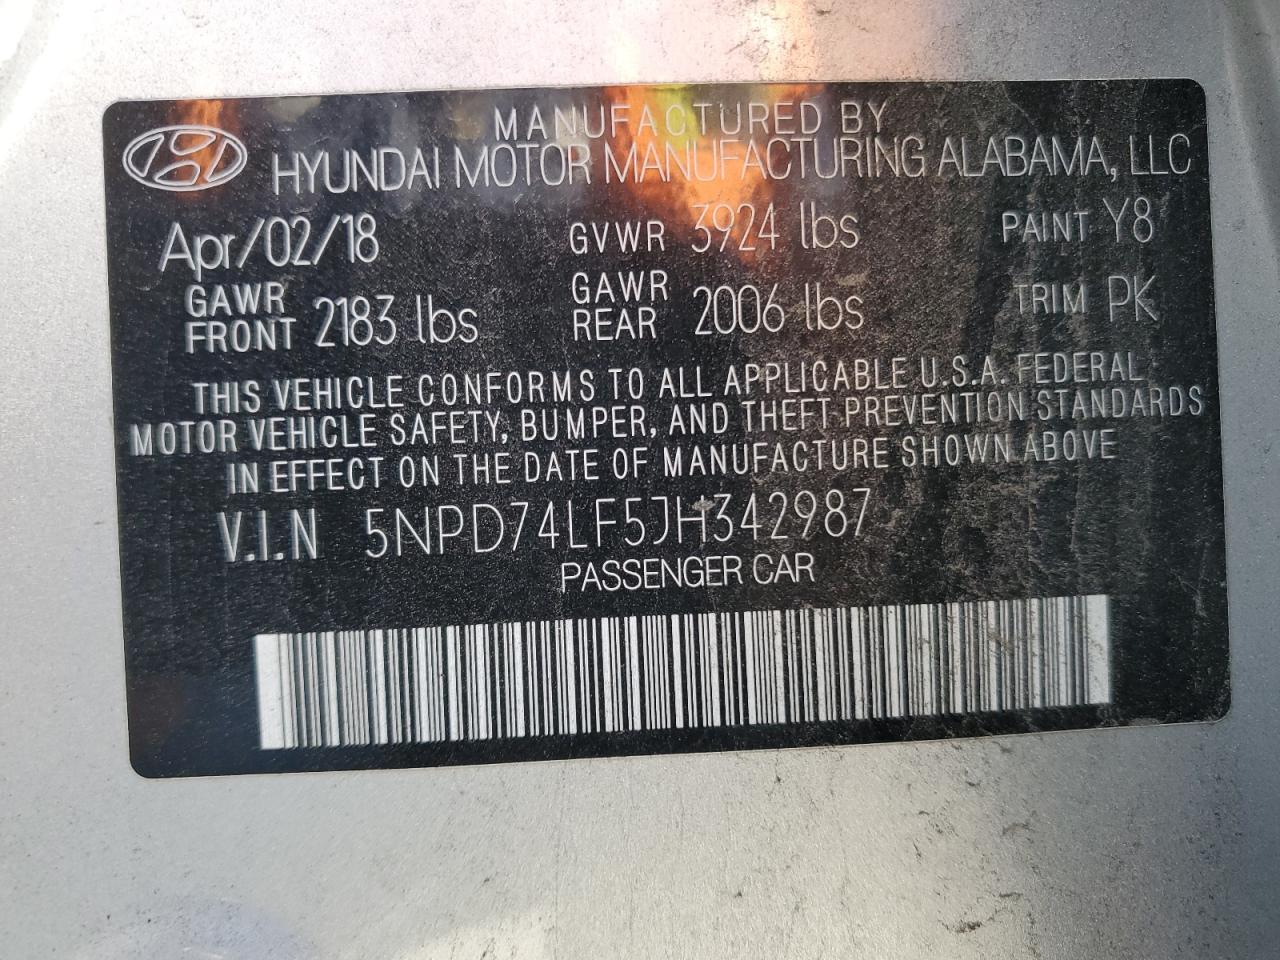 MANUFACTURED BY
HYUNDAI MOTOR MANUFACTURING ALABAMA, LLC
Apr/02/18 GVWR 3924 lbs PAINT Y8
GAWR FRONT 2183 lbs GAWR REAR 2006 lbs TRIM PK
THIS VEHICLE CONFORMS TO ALL APPLICABLE U.S.A. FEDERAL
MOTOR VEHICLE SAFETY, BUMPER, AND THEFT PREVENTION STANDARDS
IN EFFECT ON THE DATE OF MANUFACTURE SHOWN ABOVE
V.I.N 5NPD74LF5JH342987
PASSENGER CAR